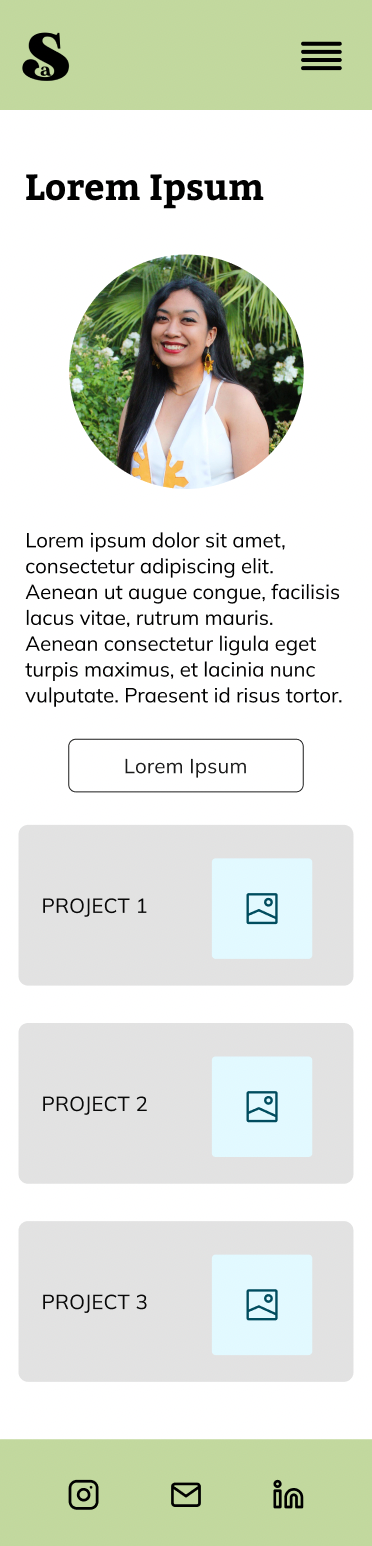 Sa
Lorem Ipsum
Lorem ipsum dolor sit amet,
consectetur adipiscing elit.
Aenean ut augue congue, facilisis
lacus vitae, rutrum mauris.
Aenean consectetur ligula eget
turpis maximus, et lacinia nunc
vulputate. Praesent id risus tortor.
Lorem Ipsum
PROJECT 1
PROJECT 2
PROJECT 3
in